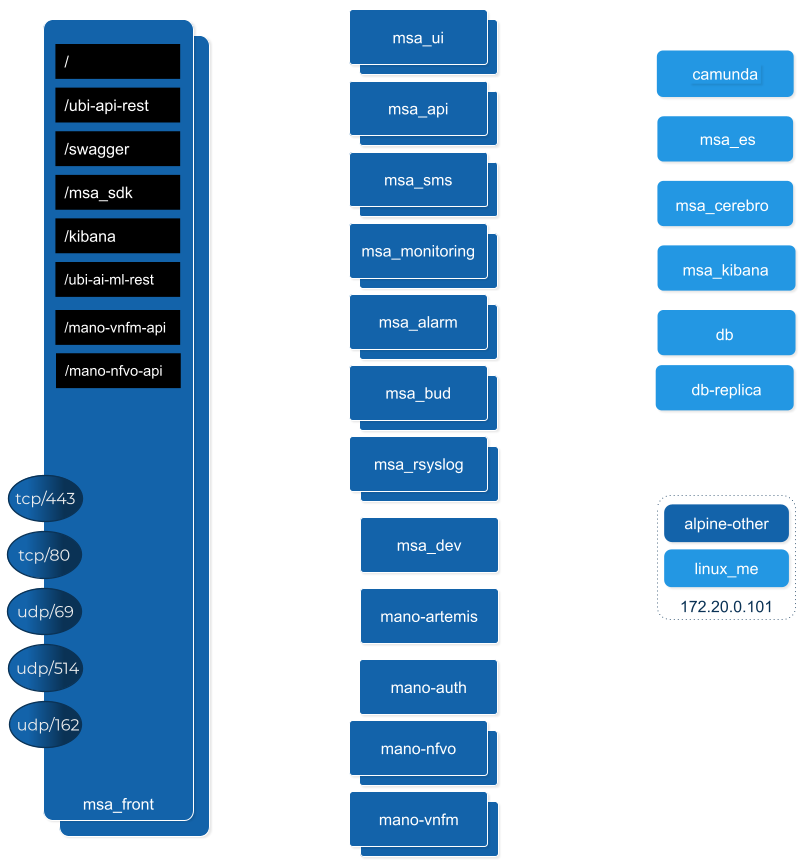 /
/ubi-api-rest
/swagger
/msa_sdk
/kibana
/ubi-ai-ml-rest
/mano-vnfm-api
/mano-nfvo-api
tcp/443
tcp/80
udp/69
udp/514
udp/162
msa_front
msa_ui
msa_api
msa_sms
msa_monitoring
msa_alarm
msa_bud
msa_rsyslog
msa_dev
mano-artemis
mano-auth
mano-nfvo
mano-vnfm
camunda
msa_es
msa_cerebro
msa_kibana
db
db-replica
alpine-other
linux_me
172.20.0.101